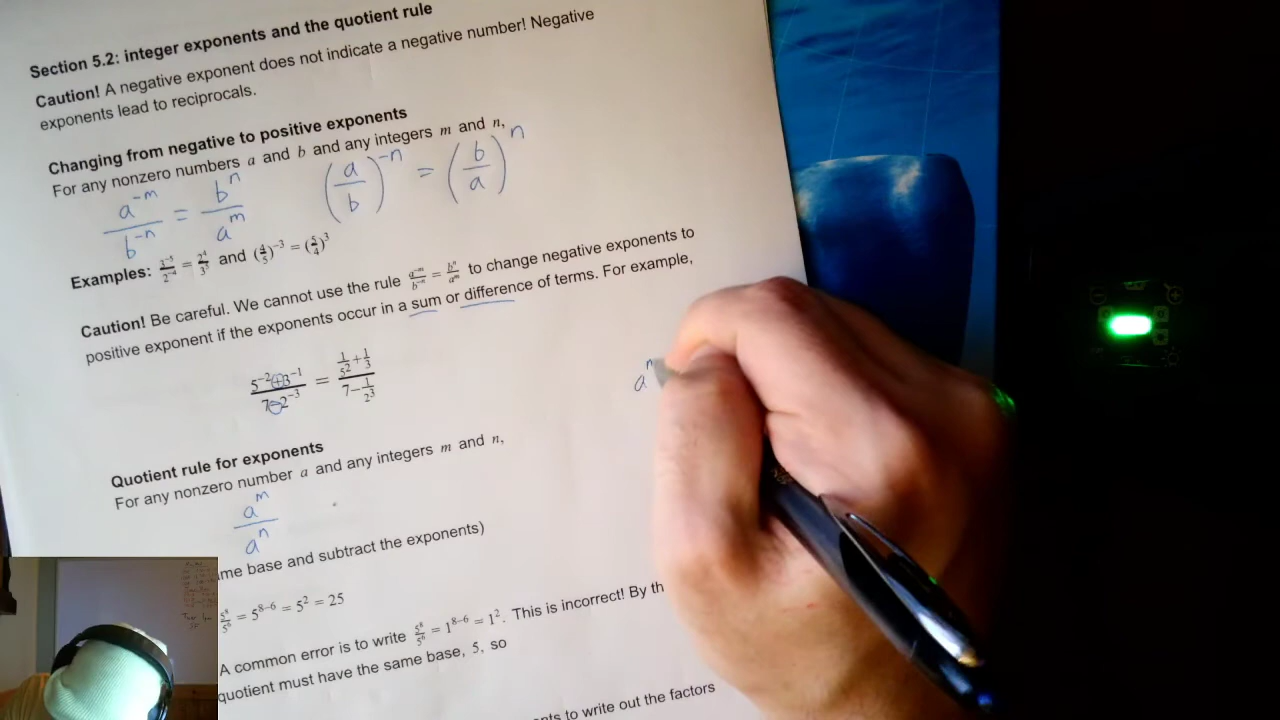 Section 5.2: integer exponents and the quotient rule
Caution! A negative exponent does not indicate a negative number! Negative
exponents lead to reciprocals.
Changing from negative to positive exponents
For any nonzero numbers a and b and any integers m and n,
a^{-m}/b^{-n} = b^n/a^m (a/b)^{-n} = (b/a)^n
Examples: 3^{-5}/2^{-4} = 2^4/3^5 and (4/5)^{-3} = (5/4)^3
Caution! Be careful. We cannot use the rule a^{-m}/b^{-n} = b^n/a^m to change negative exponents to
positive exponent if the exponents occur in a sum or difference of terms. For example,
(5^{-2}+3^{-1})/(7-2^{-3}) = (1/5^2+1/3)/(7-1/2^3)
a^m
Quotient rule for exponents
For any nonzero number a and any integers m and n,
a^m/a^n
me base and subtract the exponents)
5^8/5^6 = 5^{8-6} = 5^2 = 25
A common error is to write 5^8/5^6 = 1^{8-6} = 1^2. This is incorrect! By th
quotient must have the same base, 5, so
nts to write out the factors